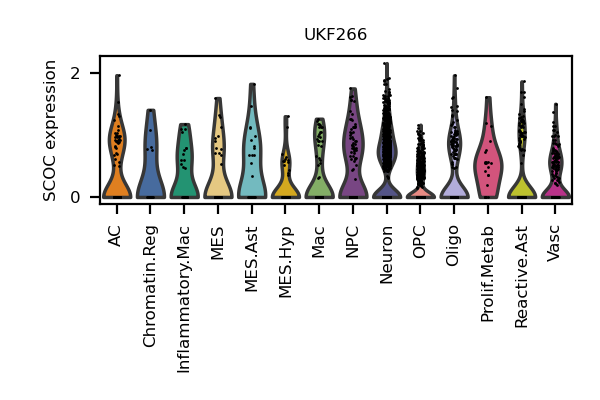 UKF266
SCOC expression
2
0
AC
Chromatin.Reg
Inflammatory.Mac
MES
MES.Ast
MES.Hyp
Mac
NPC
Neuron
OPC
Oligo
Prolif.Metab
Reactive.Ast
Vasc